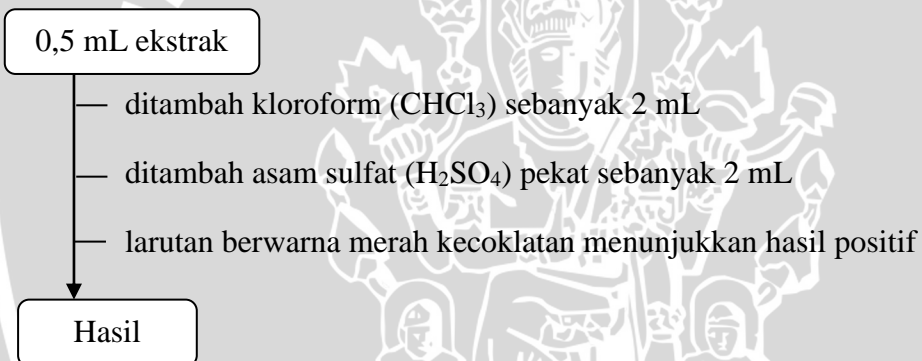 0,5 mL ekstrak
ditambah kloroform (CHCl₃) sebanyak 2 mL
ditambah asam sulfat (H₂SO₄) pekat sebanyak 2 mL
larutan berwarna merah kecoklatan menunjukkan hasil positif
Hasil